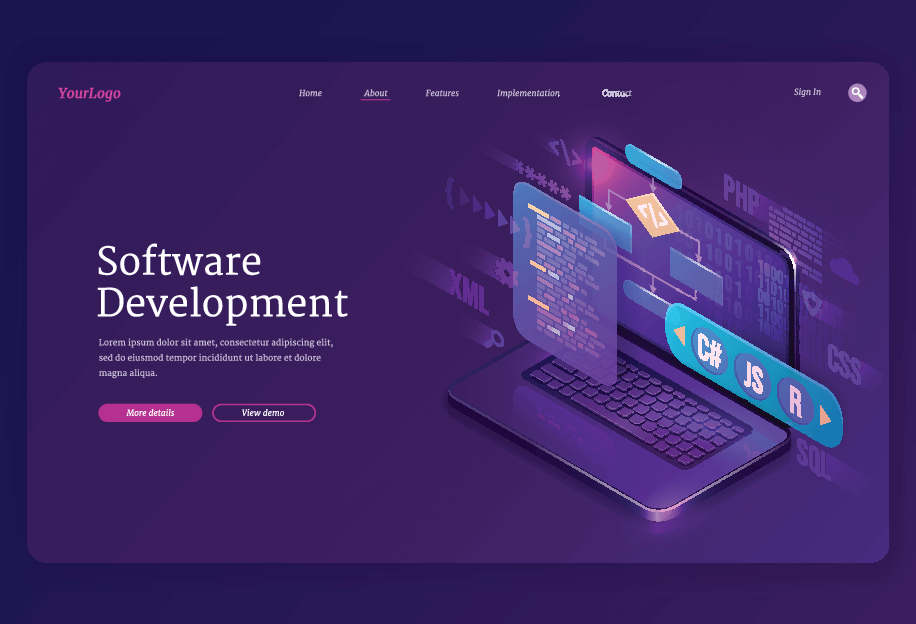 YourLogo
Home About Features Implementation Sign In
Software
Development
Lorem ipsum dolor sit amet, consectetur adipiscing elit,
sed do eiusmod tempor incididunt ut labore et dolore
magna aliqua.
More details View demo
</>
*****
{ }
XML
</>
PHP
C# JS R
CSS
SQL